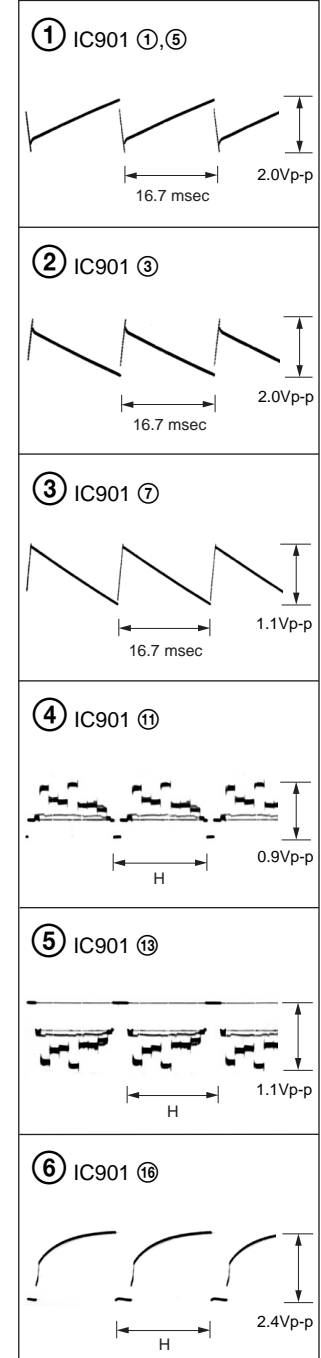 ① IC901 ①,⑤
2.0Vp-p
16.7 msec
② IC901 ③
2.0Vp-p
16.7 msec
③ IC901 ⑦
1.1Vp-p
16.7 msec
④ IC901 ⑪
0.9Vp-p
H
⑤ IC901 ⑬
1.1Vp-p
H
⑥ IC901 ⑯
2.4Vp-p
H